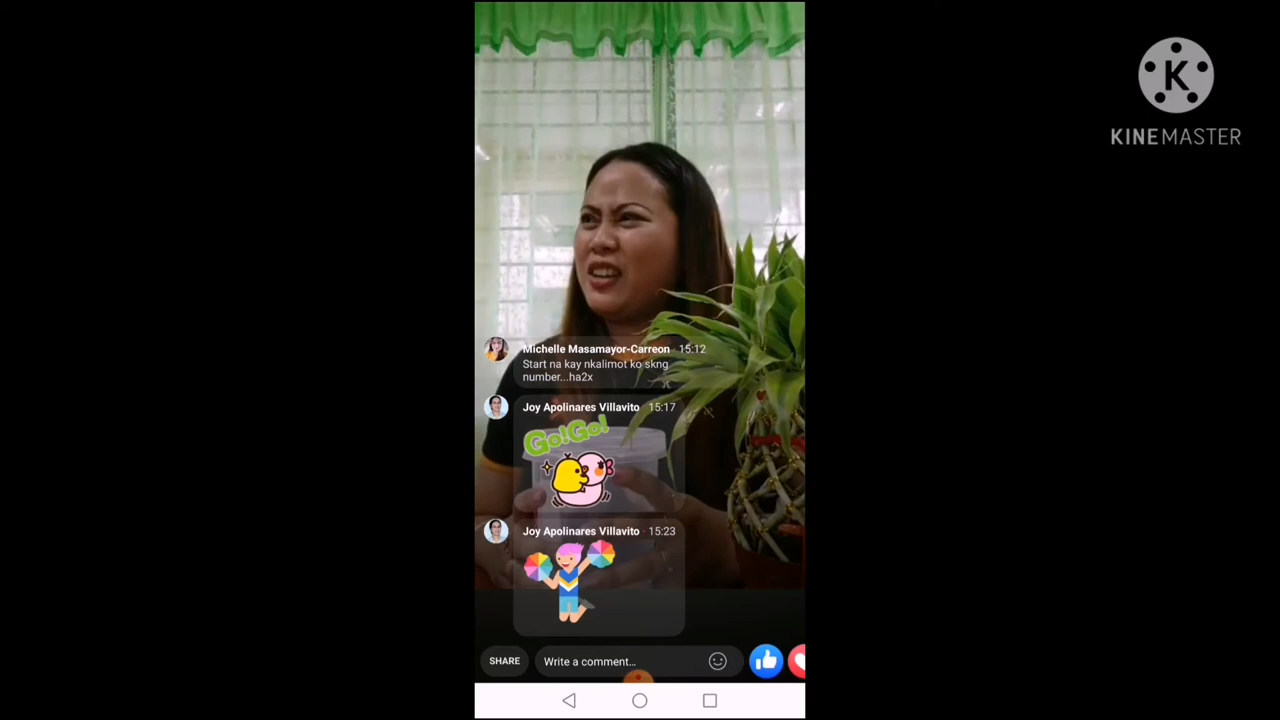 KINEMASTER
Michelle Masamayor-Carreon · 15:12
Start na kay nkalimot ko skng
number...ha2x
Joy Apolinares Villavito · 15:17
Go! Go!
Joy Apolinares Villavito · 15:23
SHARE
Write a comment...